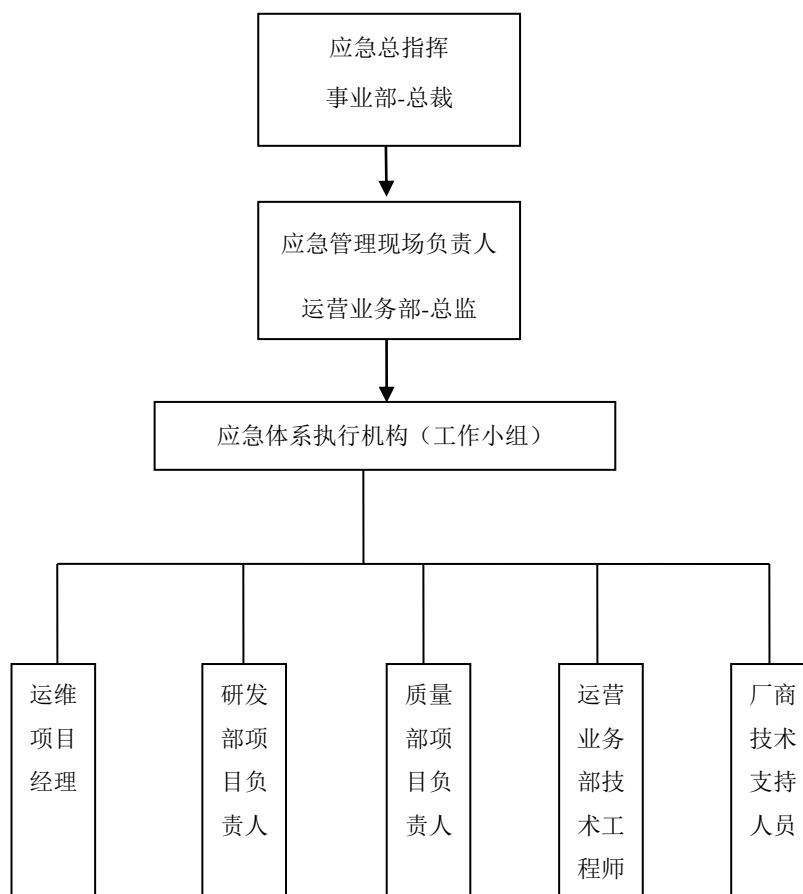 应急总指挥
事业部-总裁
应急管理现场负责人
运营业务部-总监
应急体系执行机构（工作小组）
运维
项目
经理
研发
部项
目负
责人
质量
部项
目负
责人
运营
业务
部技
术工
程师
厂商
技术
支持
人员